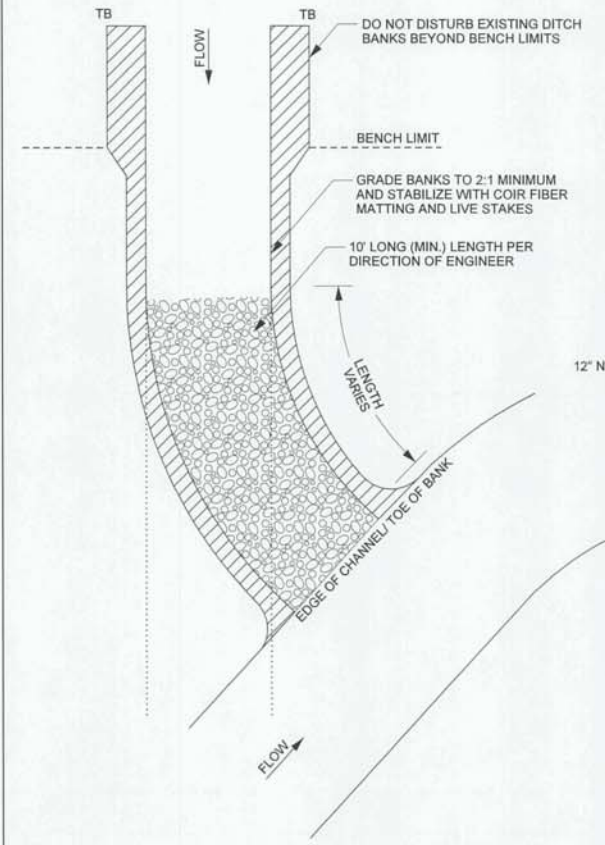 TB
TB
FLOW
DO NOT DISTURB EXISTING DITCH
BANKS BEYOND BENCH LIMITS
BENCH LIMIT
GRADE BANKS TO 2:1 MINIMUM
AND STABILIZE WITH COIR FIBER
MATTING AND LIVE STAKES
10' LONG (MIN.) LENGTH PER
DIRECTION OF ENGINEER
LENGTH
VARIES
12" N
EDGE OF CHANNEL/ TOE OF BANK
FLOW